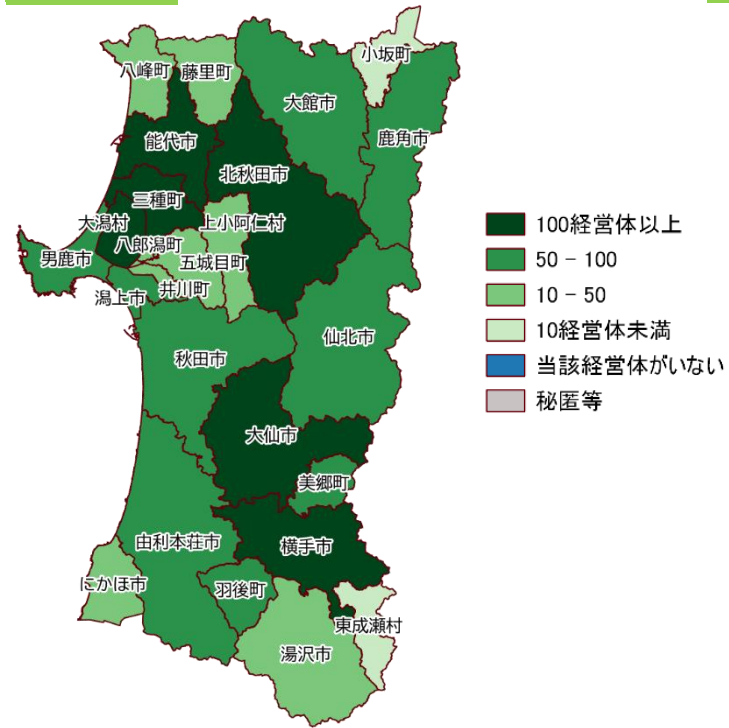 小坂町
八峰町
藤里町
大館市
鹿角市
能代市
北秋田市
三種町
大潟村
上小阿仁村
八郎潟町
男鹿市
五城目町
井川町
潟上市
仙北市
秋田市
大仙市
美郷町
由利本荘市
横手市
にかほ市
羽後町
東成瀬村
湯沢市
100経営体以上
50 - 100
10 - 50
10経営体未満
当該経営体がいない
秘匿等